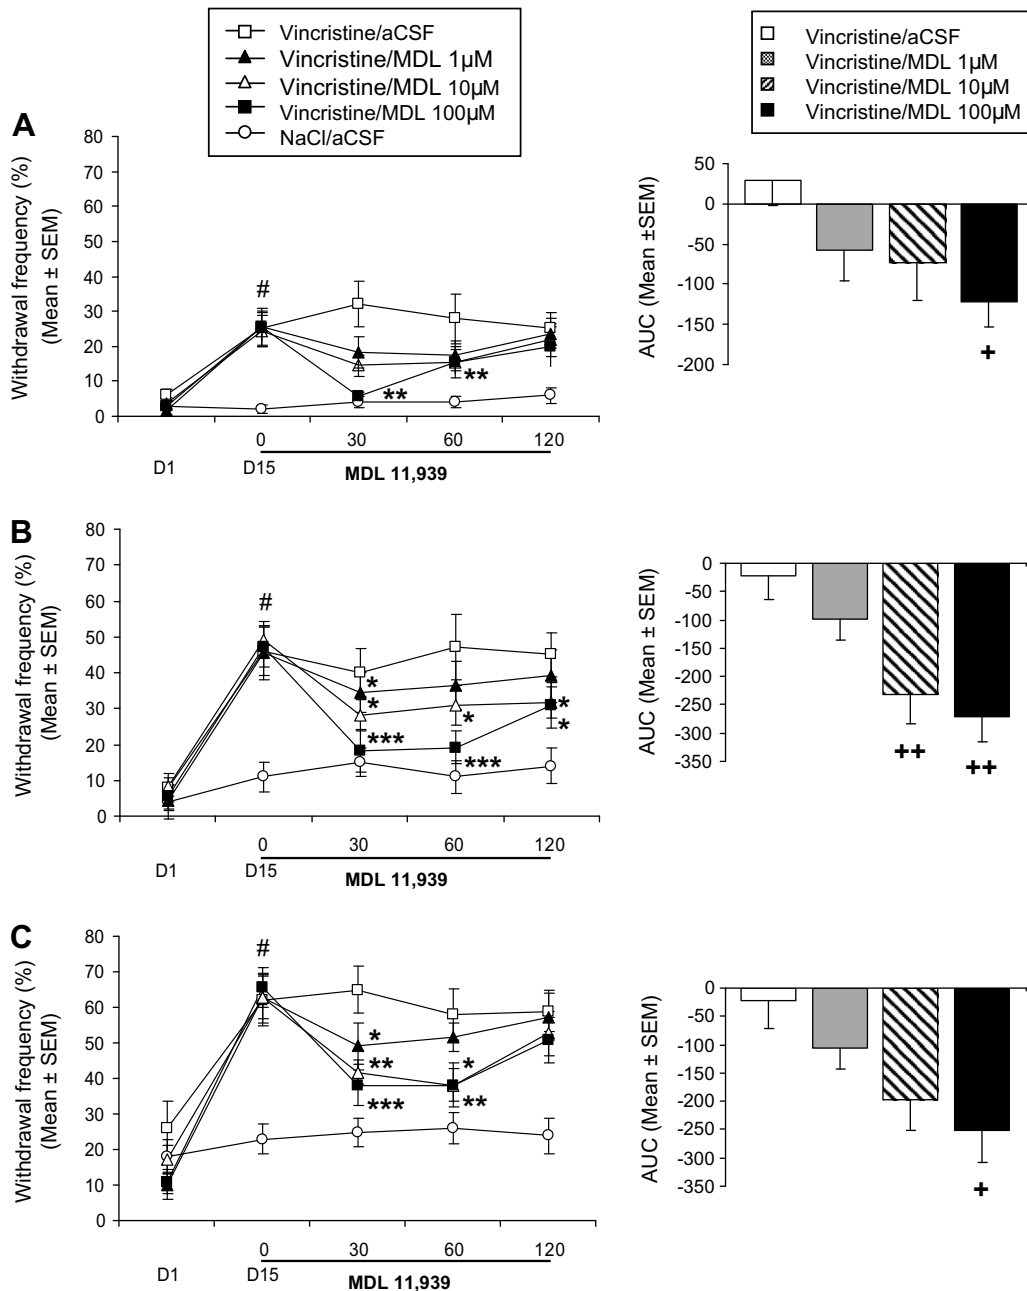 Vincristine/aCSF
Vincristine/MDL 1µM
Vincristine/MDL 10µM
Vincristine/MDL 100µM
NaCl/aCSF
Vincristine/aCSF
Vincristine/MDL 1µM
Vincristine/MDL 10µM
Vincristine/MDL 100µM
A
Withdrawal frequency (%)
(Mean ± SEM)
80
70
60
50
40
30
20
10
0
#
**
**
0 30 60 120
D1 D15
MDL 11,939
AUC (Mean ±SEM)
50
0
-50
-100
-150
-200
+
B
Withdrawal frequency (%)
(Mean ± SEM)
80
70
60
50
40
30
20
10
0
#
*
*
***
*
***
*
*
0 30 60 120
D1 D15
MDL 11,939
AUC (Mean ± SEM)
0
-50
-100
-150
-200
-250
-300
-350
++
++
C
Withdrawal frequency (%)
(Mean ± SEM)
80
70
60
50
40
30
20
10
0
#
*
**
***
*
**
0 30 60 120
D1 D15
MDL 11,939
AUC (Mean ± SEM)
0
-50
-100
-150
-200
-250
-300
-350
+